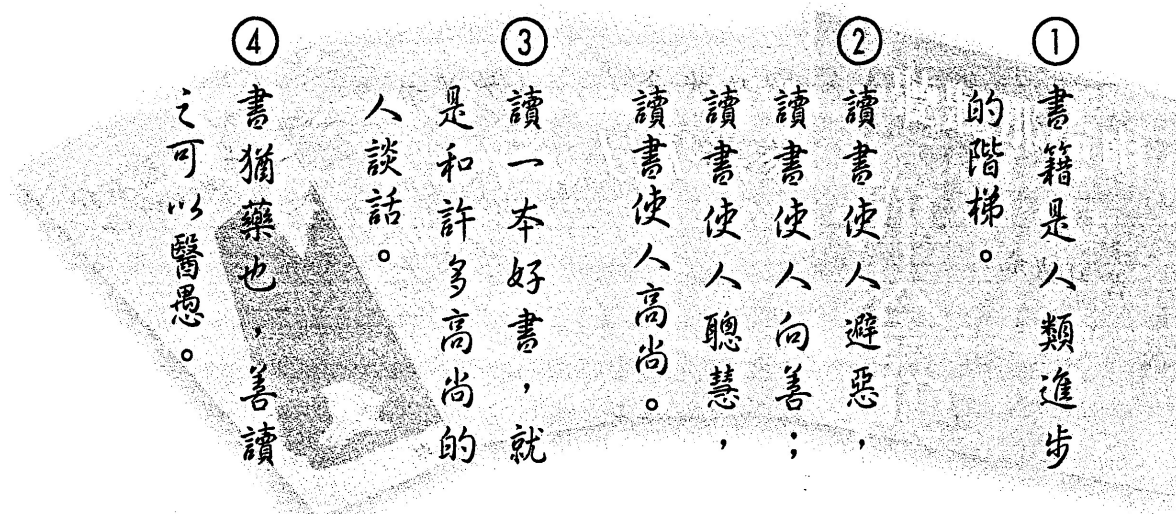 ①書籍是人類進步
的階梯。
②讀書使人避惡，
讀書使人向善；
讀書使人聰慧，
讀書使人高尚。
③讀一本好書，就
是和許多高尚的
人談話。
④書猶藥也，善讀
之可以醫愚。